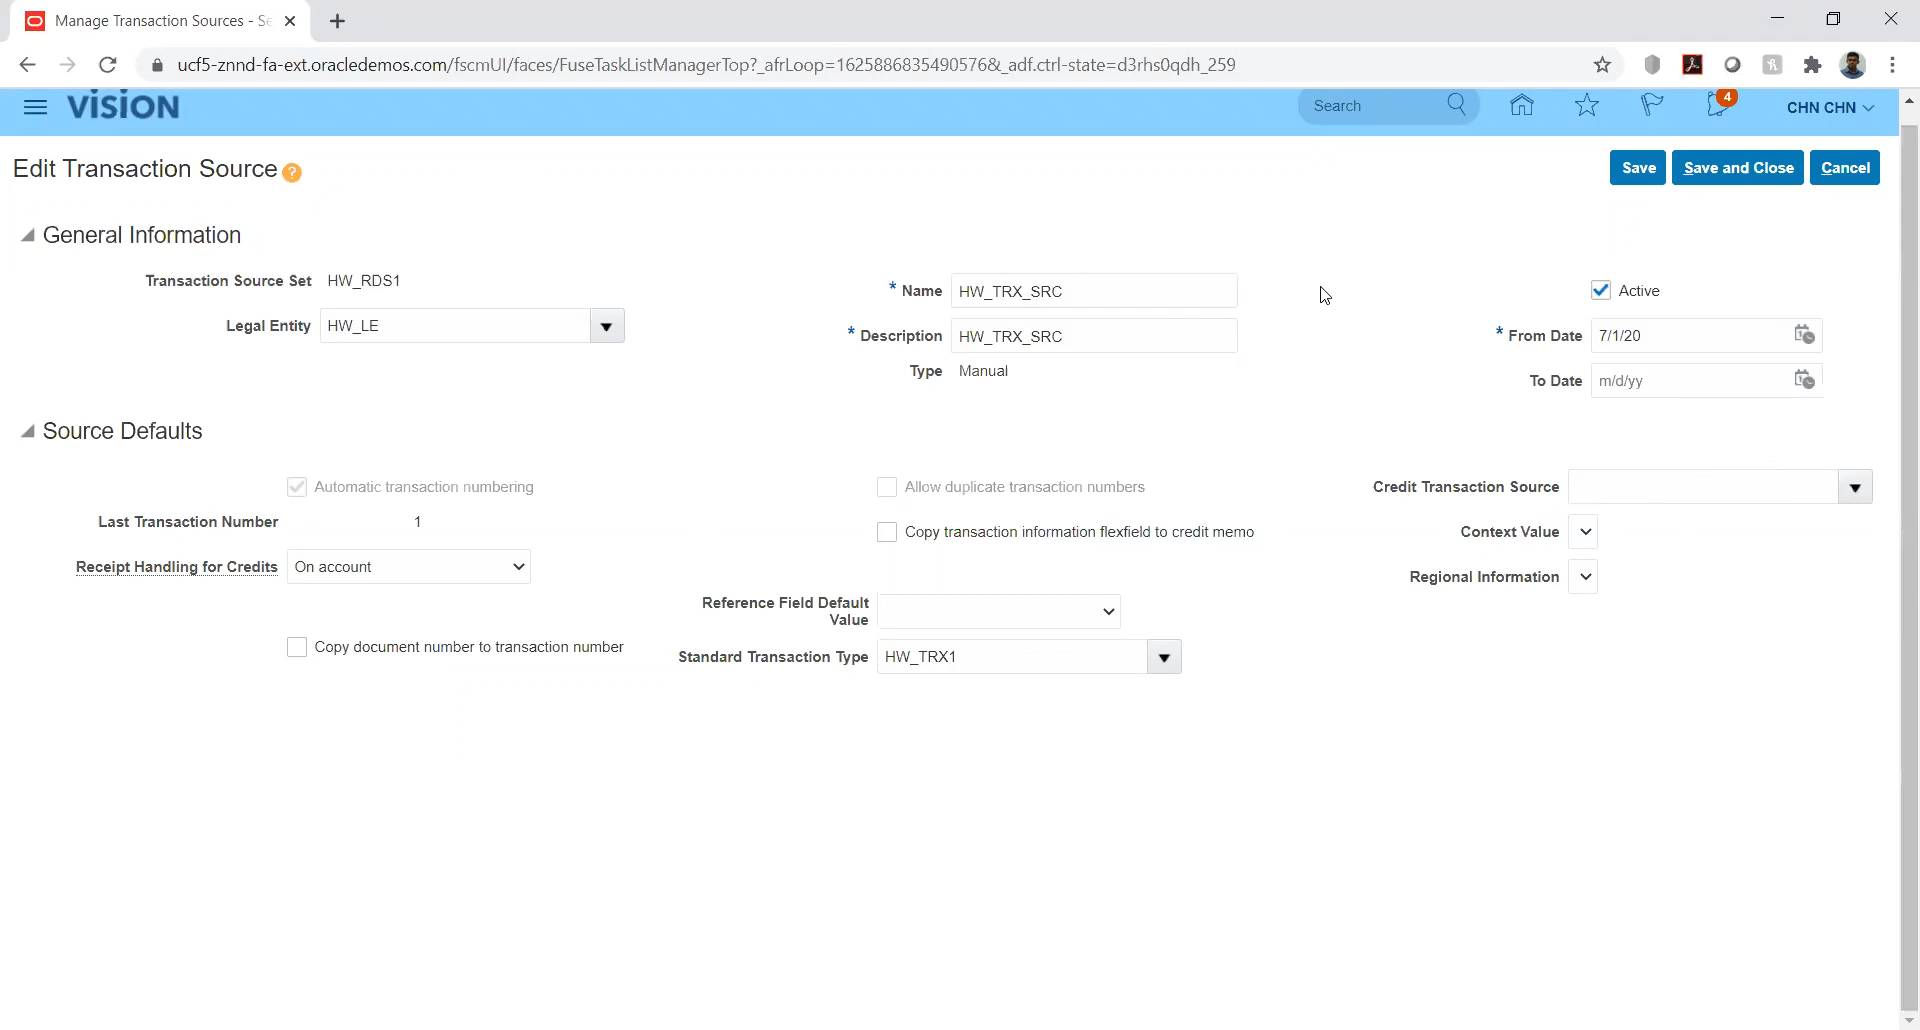 Manage Transaction Sources - Se
ucf5-znnd-fa-ext.oracledemos.com/fscmUI/faces/FuseTaskListManagerTop?_afrLoop=16258868354905768&_adf.ctrl-state=d3rhs0qdh_259
VISION
Search
4
CHN CHN
Edit Transaction Source ?
Save
Save and Close
Cancel
General Information
Transaction Source Set HW_RDS1
Legal Entity HW_LE
* Name HW_TRX_SRC
* Description HW_TRX_SRC
Type Manual
Active
* From Date 7/1/20
To Date m/d/yy
Source Defaults
Automatic transaction numbering
Last Transaction Number 1
Receipt Handling for Credits On account
Copy document number to transaction number
Allow duplicate transaction numbers
Copy transaction information flexfield to credit memo
Reference Field Default
Value
Standard Transaction Type HW_TRX1
Credit Transaction Source
Context Value
Regional Information